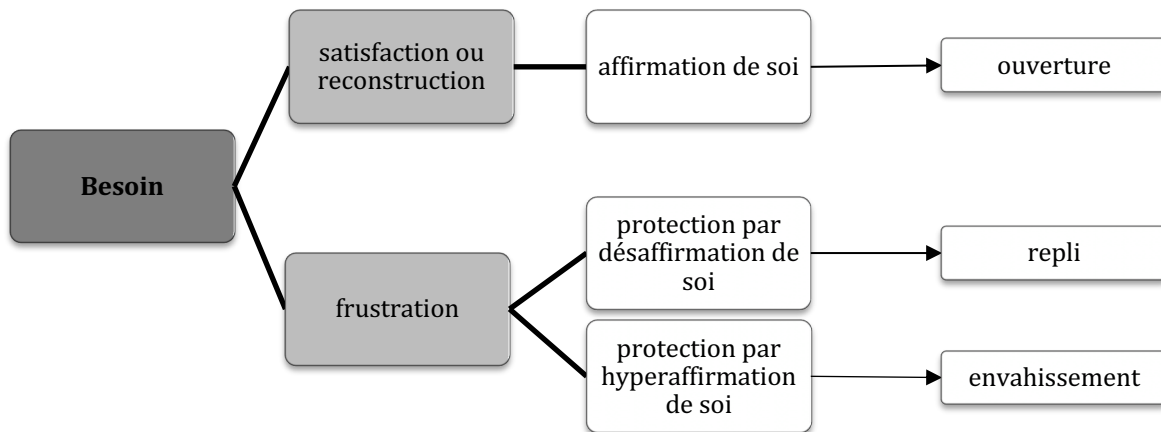 satisfaction ou
reconstruction
affirmation de soi
ouverture
Besoin
frustration
protection par
désaffirmation de
soi
repli
protection par
hyperaffirmation
de soi
envahissement